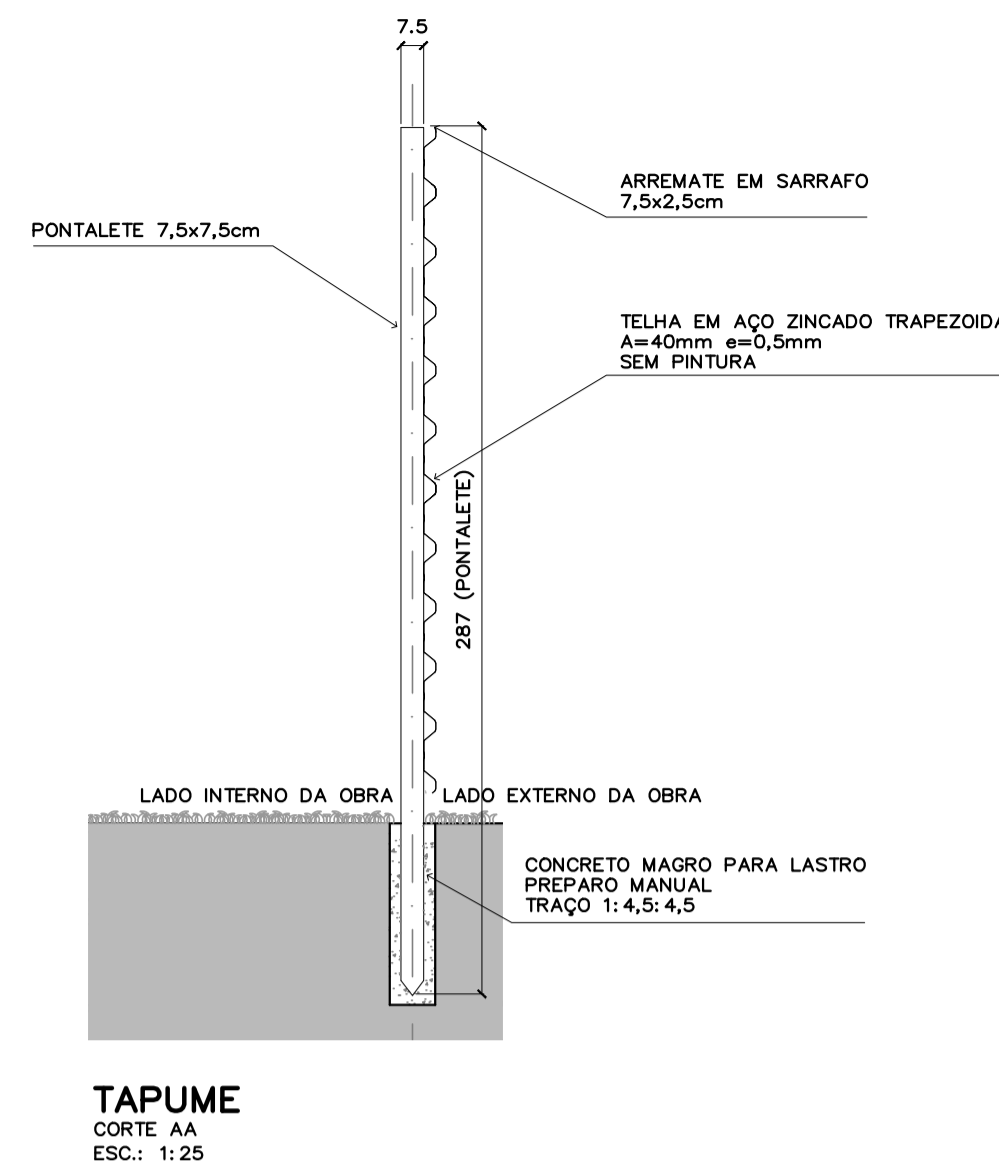 7.5
ARREMATE EM SARRAFO
7,5x2,5cm
PONTALETE 7,5x7,5cm
TELHA EM AÇO ZINCADO TRAPEZOIDA
A=40mm e=0,5mm
SEM PINTURA
287 (PONTALETE)
LADO INTERNO DA OBRA
LADO EXTERNO DA OBRA
CONCRETO MAGRO PARA LASTRO
PREPARO MANUAL
TRAÇO 1:4,5:4,5
TAPUME
CORTE AA
ESC.: 1:25